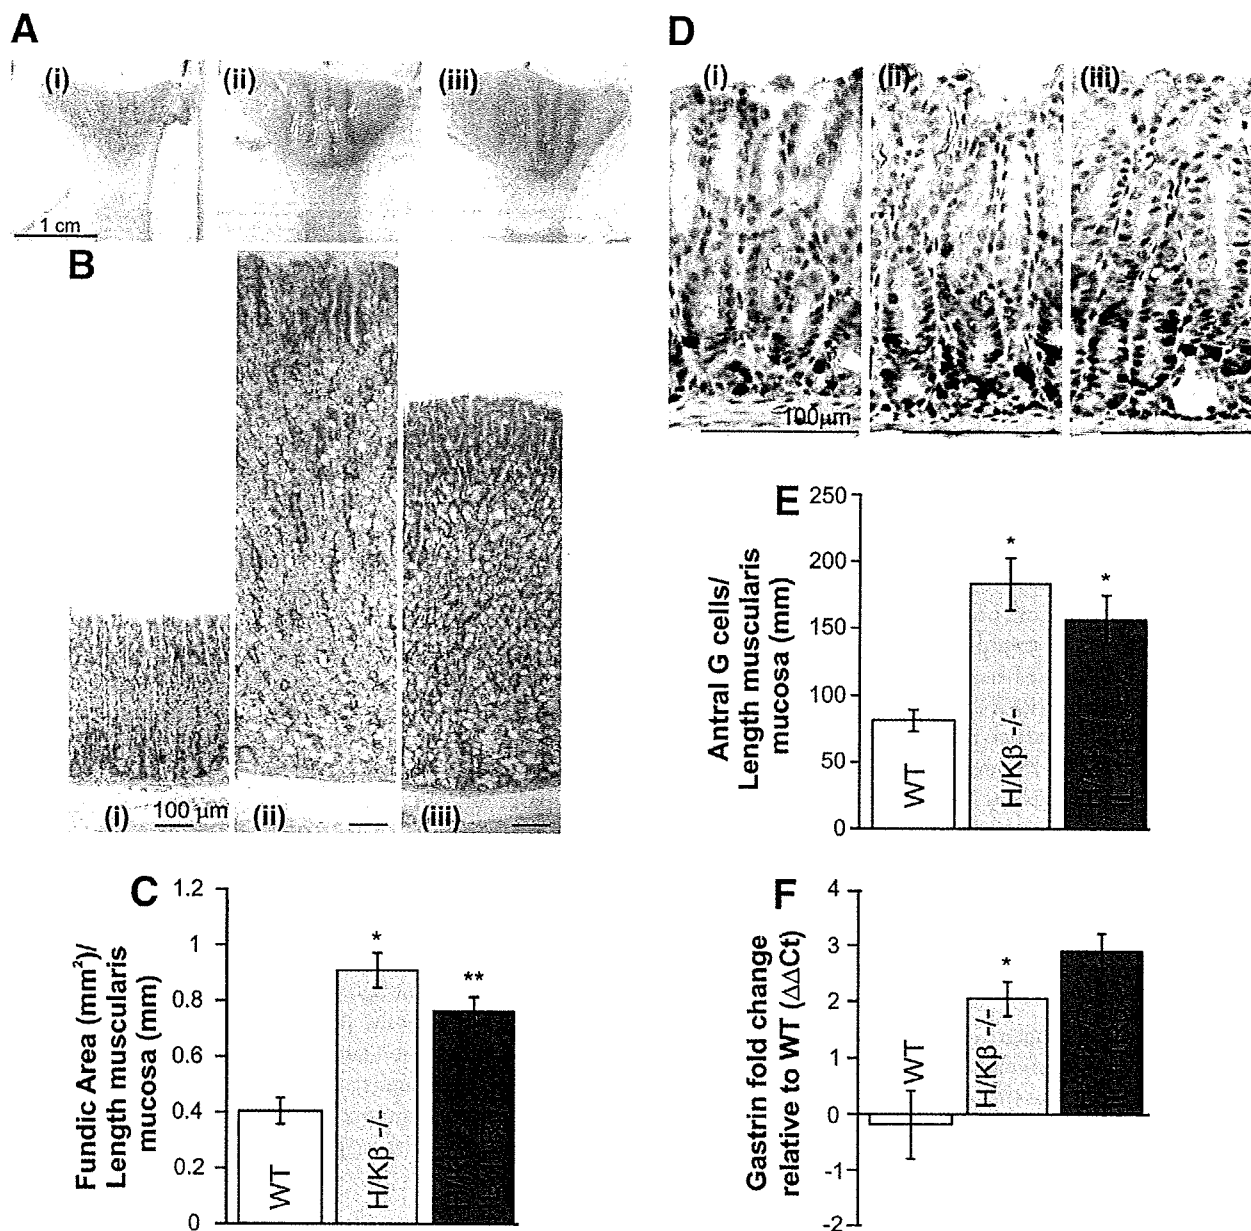 A
(i)
(ii)
(iii)
1 cm
B
(i)
100 µm
(ii)
(iii)
C
Fundic Area (mm²)/
Length muscularis
mucosa (mm)
1.2
1
0.8
0.6
0.4
0.2
0
WT
H/Kβ -/-
*
**
D
(i)
(ii)
(iii)
100µm
E
Antral G cells/
Length muscularis
mucosa (mm)
250
200
150
100
50
0
WT
H/Kβ -/-
*
*
F
Gastrin fold change
relative to WT (ΔΔCt)
4
3
2
1
0
-1
-2
WT
H/Kβ -/-
*